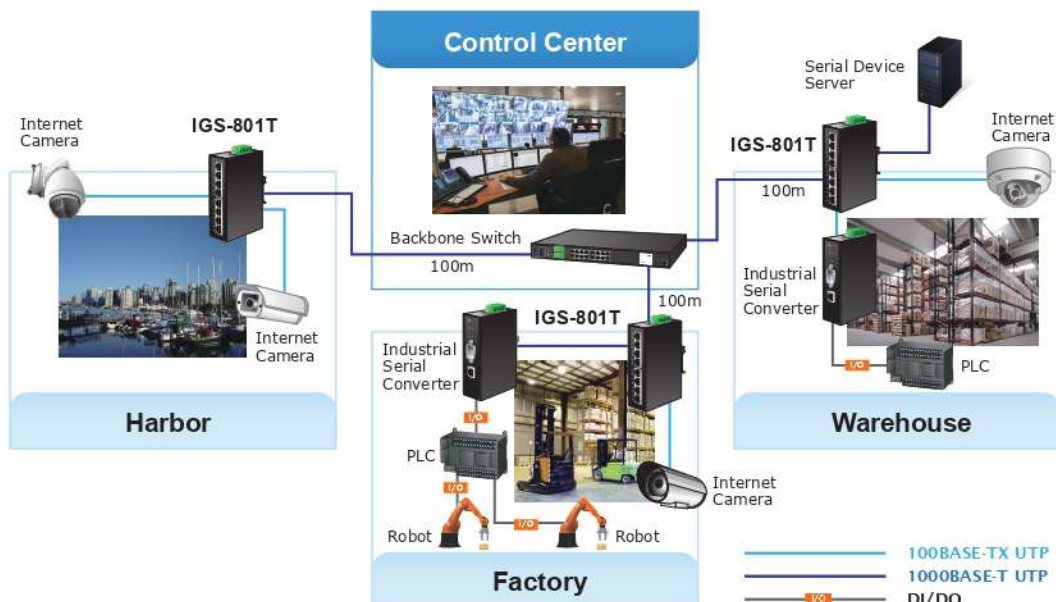 Control Center
Serial Device
Server
Internet
Camera
IGS-801T
Internet
Camera
IGS-801T
100m
Backbone Switch
100m
Industrial
Serial
Converter
100m
IGS-801T
Internet
Camera
Industrial
Serial
Converter
I/O
PLC
Harbor
I/O
Warehouse
PLC
I/O
Internet
Camera
I/O
Robot
Robot
100BASE-TX UTP
1000BASE-T UTP
Factory
I/O
DI/DO